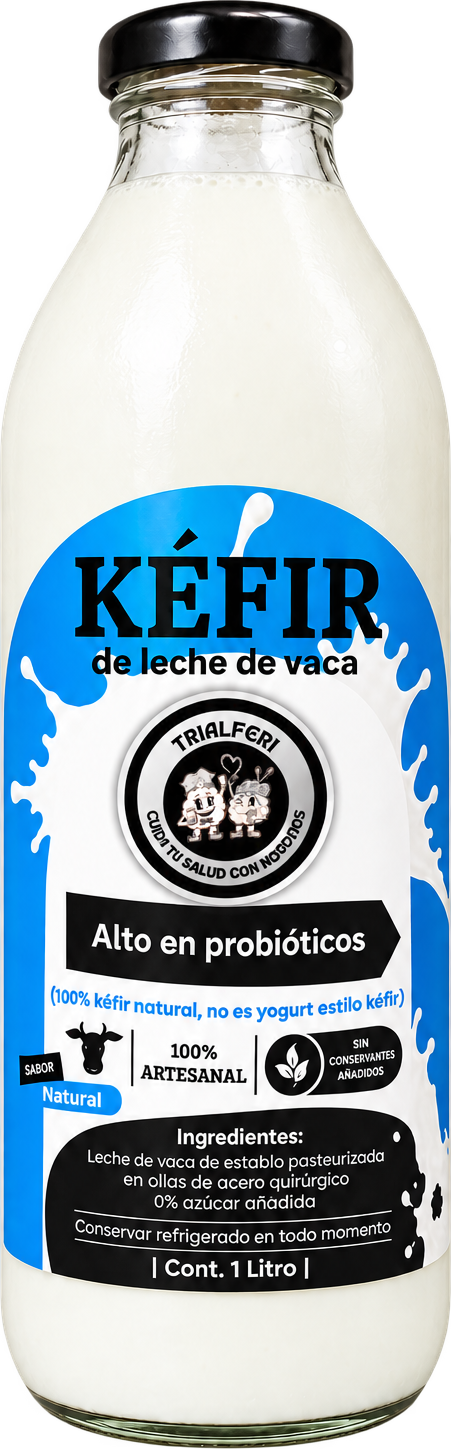 KÉFIR
de leche de vaca
TRIALFERI
CUIDA TU SALUD CON NOSOTROS
Alto en probióticos
(100% kéfir natural, no es yogurt estilo kéfir)
SABOR
Natural
100%
ARTESANAL
SIN
CONSERVANTES
AÑADIDOS
Ingredientes:
Leche de vaca de establo pasteurizada
en ollas de acero quirúrgico
0% azúcar añadida
Conservar refrigerado en todo momento
| Cont. 1 Litro |